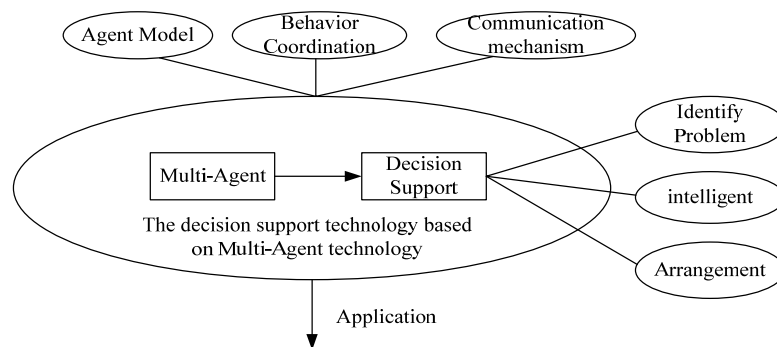 Agent Model
Behavior
Coordination
Communication
mechanism
Identify
Problem
Multi-Agent
Decision
Support
intelligent
The decision support technology based
on Multi-Agent technology
Arrangement
Application